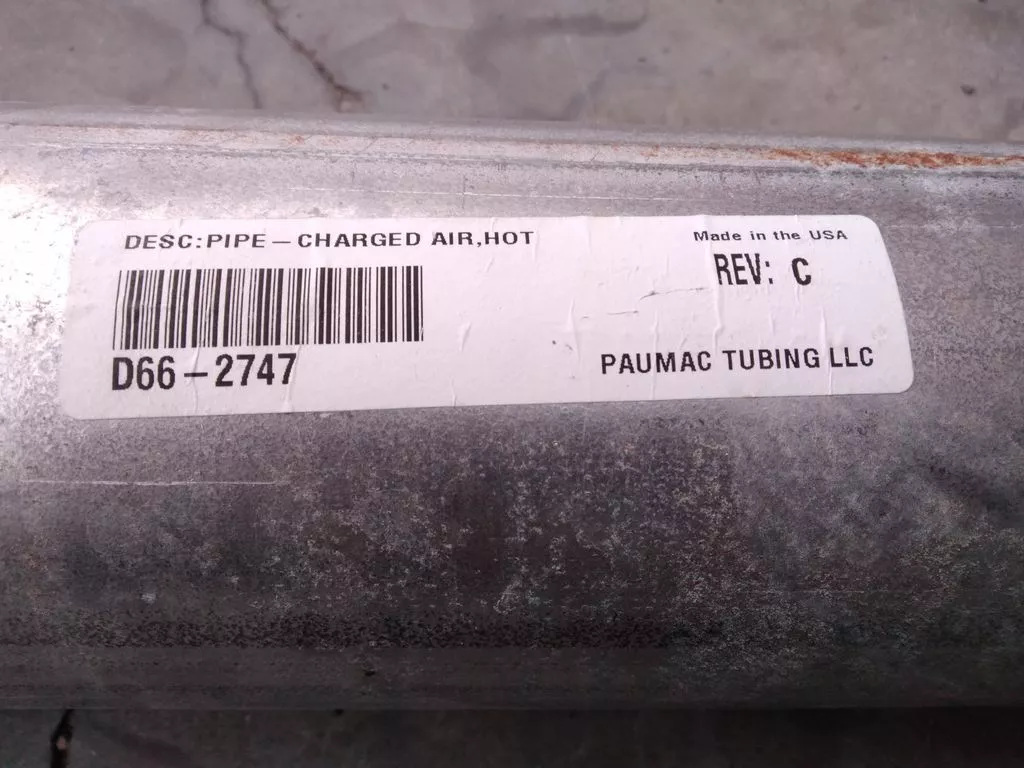 DESC:PIPE – CHARGED AIR,HOT
Made in the USA
REV: C
D66 – 2747
PAUMAC TUBING LLC